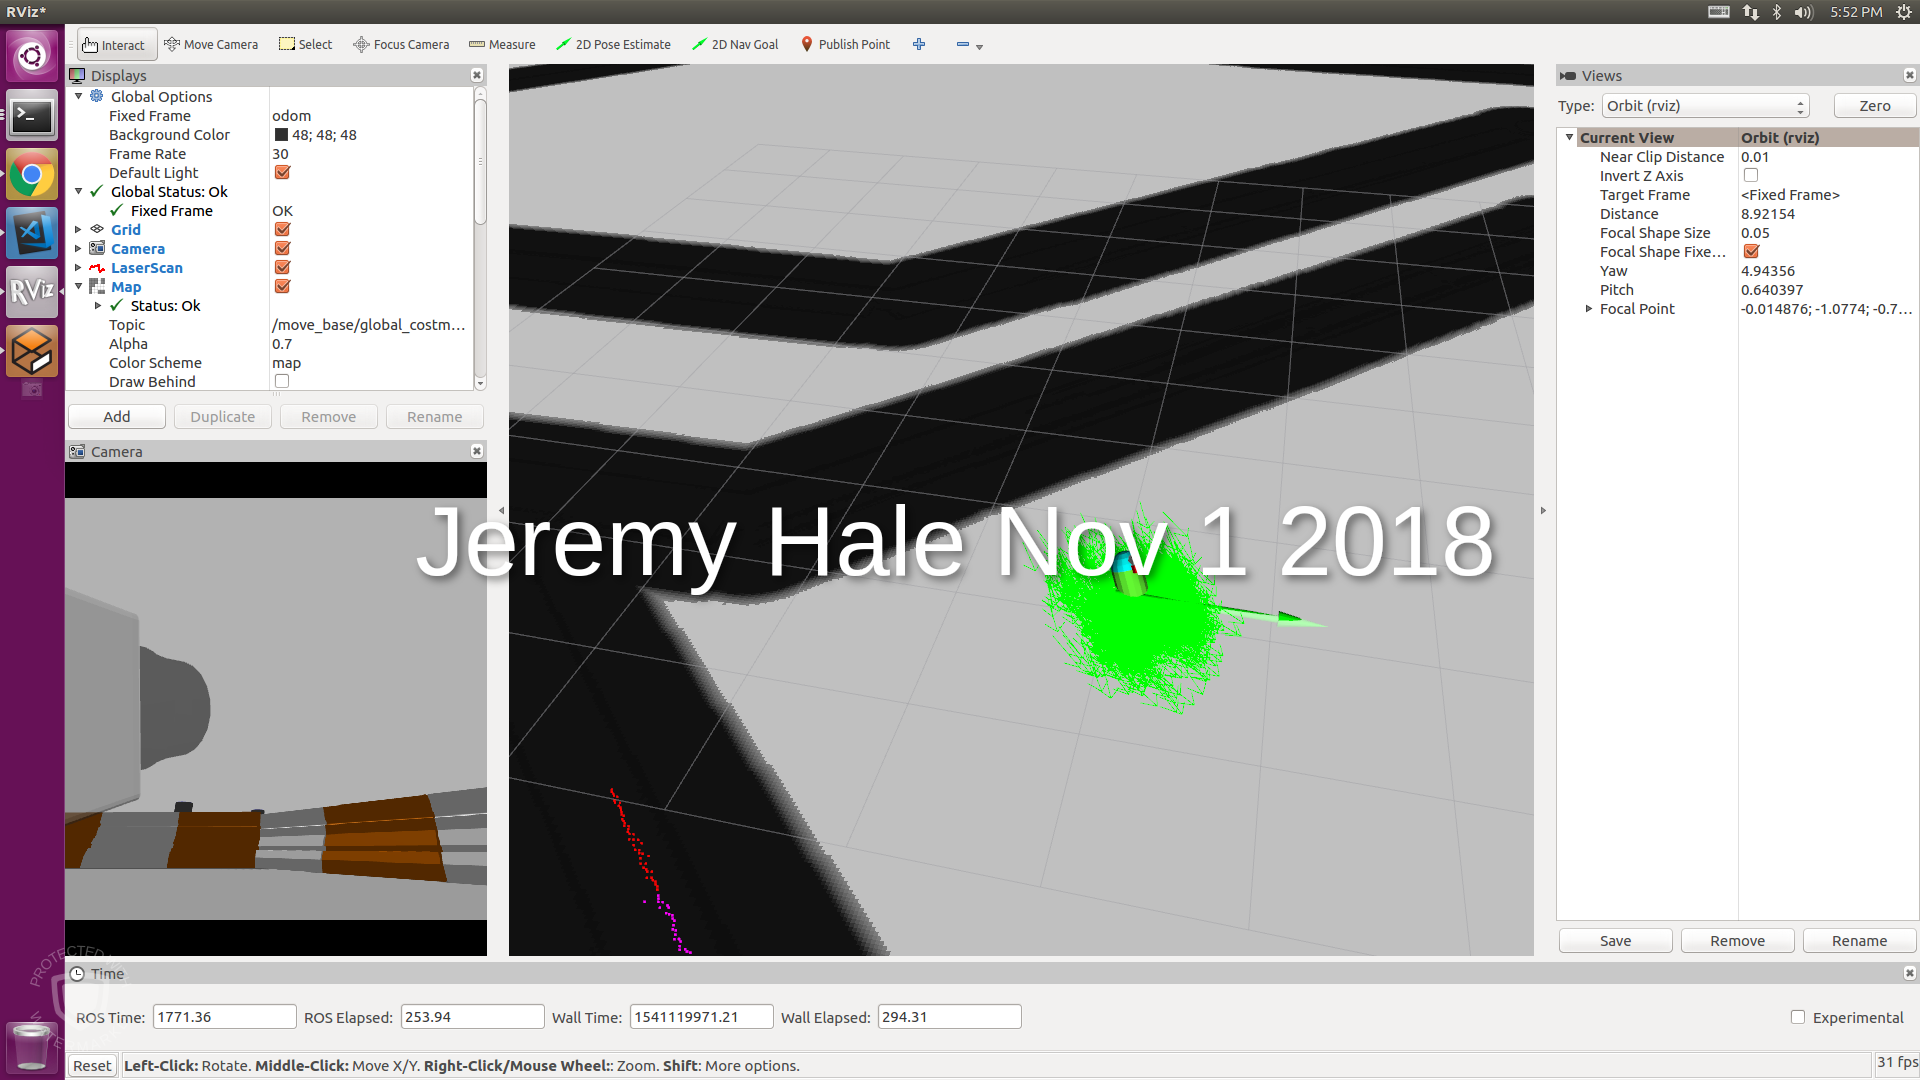 RViz*
5:52 PM
Interact
Move Camera
Select
Focus Camera
Measure
2D Pose Estimate
2D Nav Goal
Publish Point
Displays
Global Options
Fixed Frame odom
Background Color 48; 48; 48
Frame Rate 30
Default Light
Global Status: Ok
Fixed Frame OK
Grid
Camera
LaserScan
Map
Status: Ok
Topic /move_base/global_costm...
Alpha 0.7
Color Scheme map
Draw Behind
Add Duplicate Remove Rename
Camera
RViz
Jeremy Hale Nov 1 2018
Views
Type: Orbit (rviz) Zero
Current View Orbit (rviz)
Near Clip Distance 0.01
Invert Z Axis
Target Frame <Fixed Frame>
Distance 8.92154
Focal Shape Size 0.05
Focal Shape Fixe...
Yaw 4.94356
Pitch 0.640397
Focal Point -0.014876; -1.0774; -0.7...
Save Remove Rename
Time
PROTECTED
ROS Time: 1771.36 ROS Elapsed: 253.94 Wall Time: 1541119971.21 Wall Elapsed: 294.31 Experimental
Reset Left-Click: Rotate. Middle-Click: Move X/Y. Right-Click/Mouse Wheel:: Zoom. Shift: More options. 31 fps